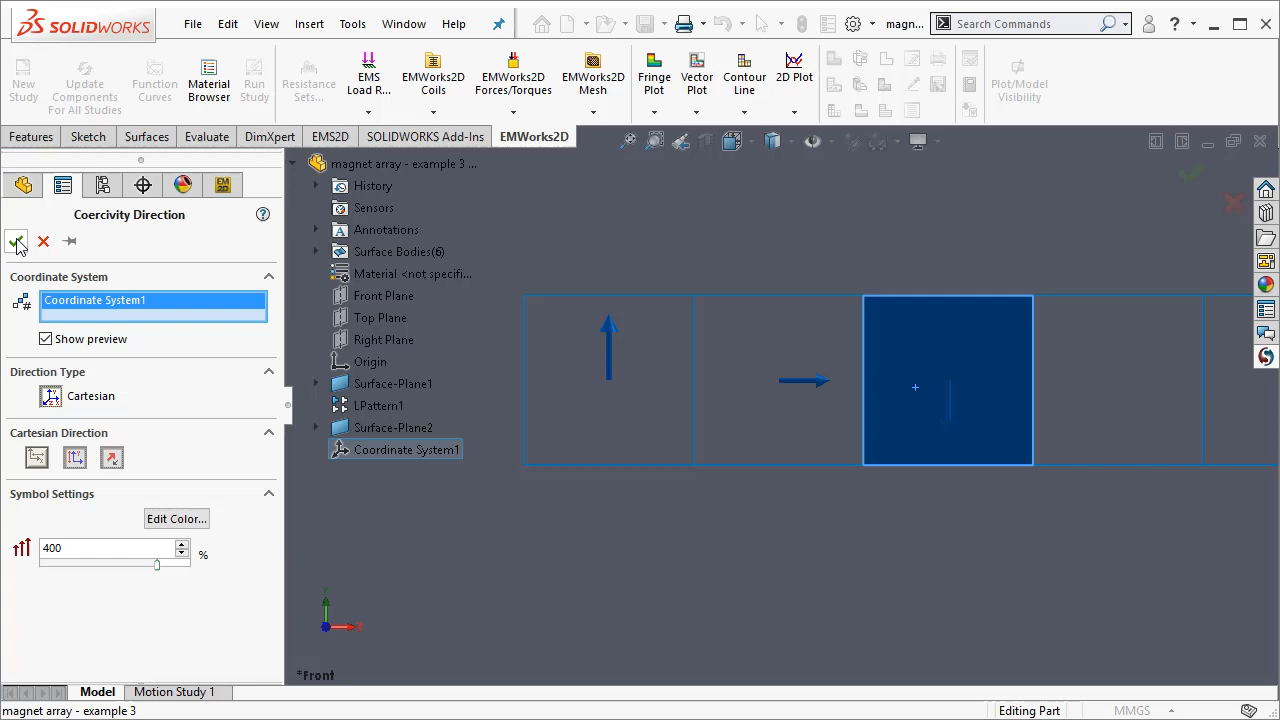 SOLIDWORKS File Edit View Insert Tools Window Help magn... Search Commands ?
New Study
Update Components For All Studies
Function Curves
Material Browser
Run Study
Resistance Sets...
EMS Load R...
EMWorks2D Coils
EMWorks2D Forces/Torques
EMWorks2D Mesh
Fringe Plot
Vector Plot
Contour Line
2D Plot
Plot/Model Visibility
Features Sketch Surfaces Evaluate DimXpert EMS2D SOLIDWORKS Add-Ins EMWorks2D
Coercivity Direction ?
Coordinate System
Coordinate System1
Show preview
Direction Type
Cartesian
Cartesian Direction
Symbol Settings
Edit Color...
400 %
magnet array - example 3 ...
History
Sensors
Annotations
Surface Bodies(6)
Material <not specifi...
Front Plane
Top Plane
Right Plane
Origin
Surface-Plane1
LPattern1
Surface-Plane2
Coordinate System1
Y
X
*Front
Model Motion Study 1
magnet array - example 3 Editing Part MMGS